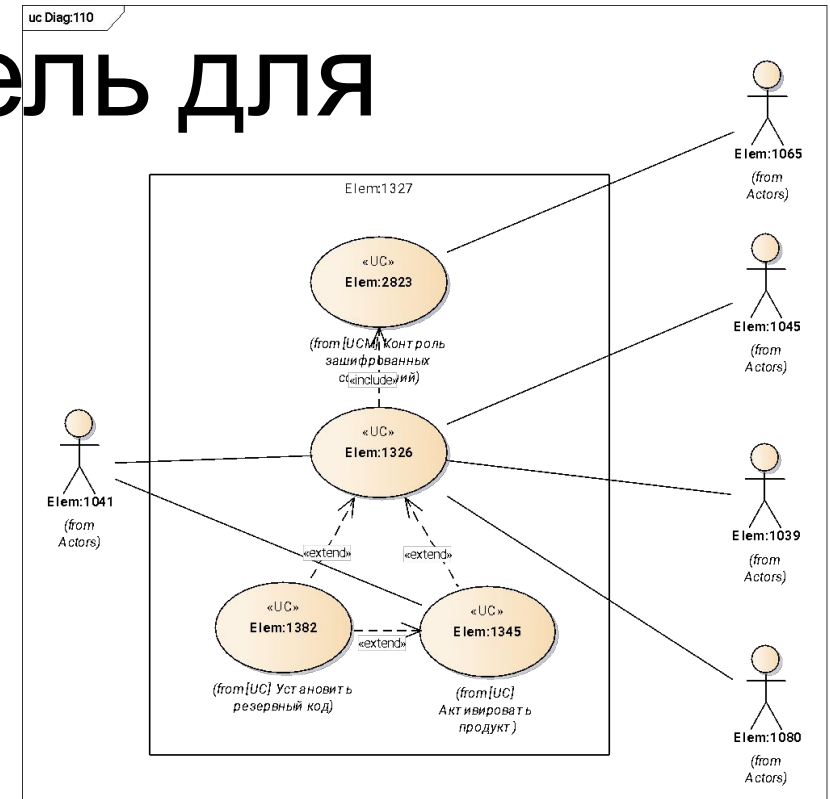 uc Diag:110
ель для
Elem:1065
(from
Actors)
Elem:1327
«UC»
Elem:2823
(from [UCM] Контроль
зашифрованных
«include»
Elem:1045
(from
Actors)
«UC»
Elem:1326
Elem:1041
(from
Actors)
Elem:1039
(from
Actors)
«extend»
«extend»
«UC»
Elem:1382
«extend»
«UC»
Elem:1345
(from [UC] Установить
резервный код)
(from [UC]
Активировать
продукт)
Elem:1080
(from
Actors)